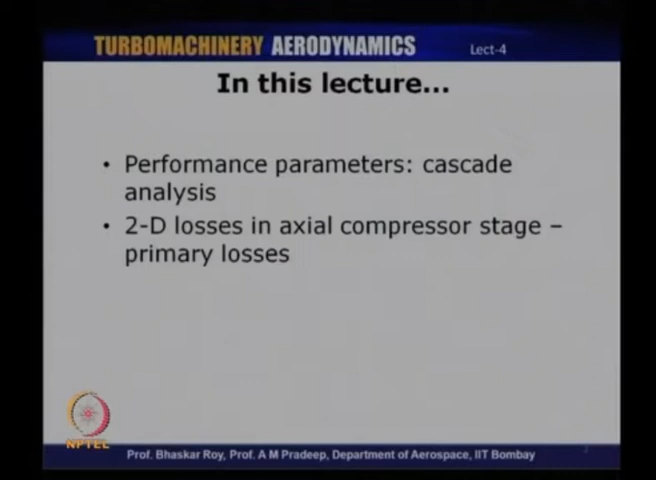 TURBOMACHINERY AERODYNAMICS Lect-4
In this lecture...
• Performance parameters: cascade
analysis
• 2-D losses in axial compressor stage –
primary losses
NPTEL
Prof. Bhaskar Roy, Prof. A M Pradeep, Department of Aerospace, IIT Bombay
2